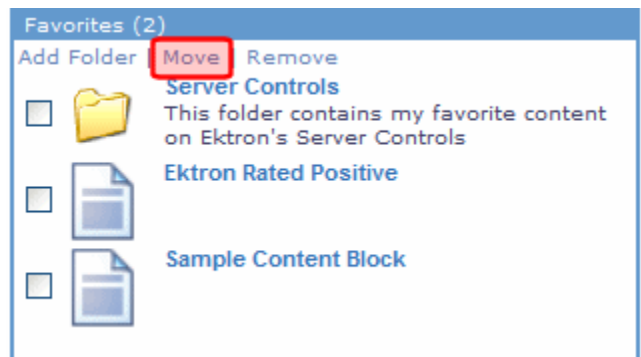 Favorites (2)
Add Folder | Move Remove
Server Controls
This folder contains my favorite content
on Ektron's Server Controls
Ektron Rated Positive
Sample Content Block